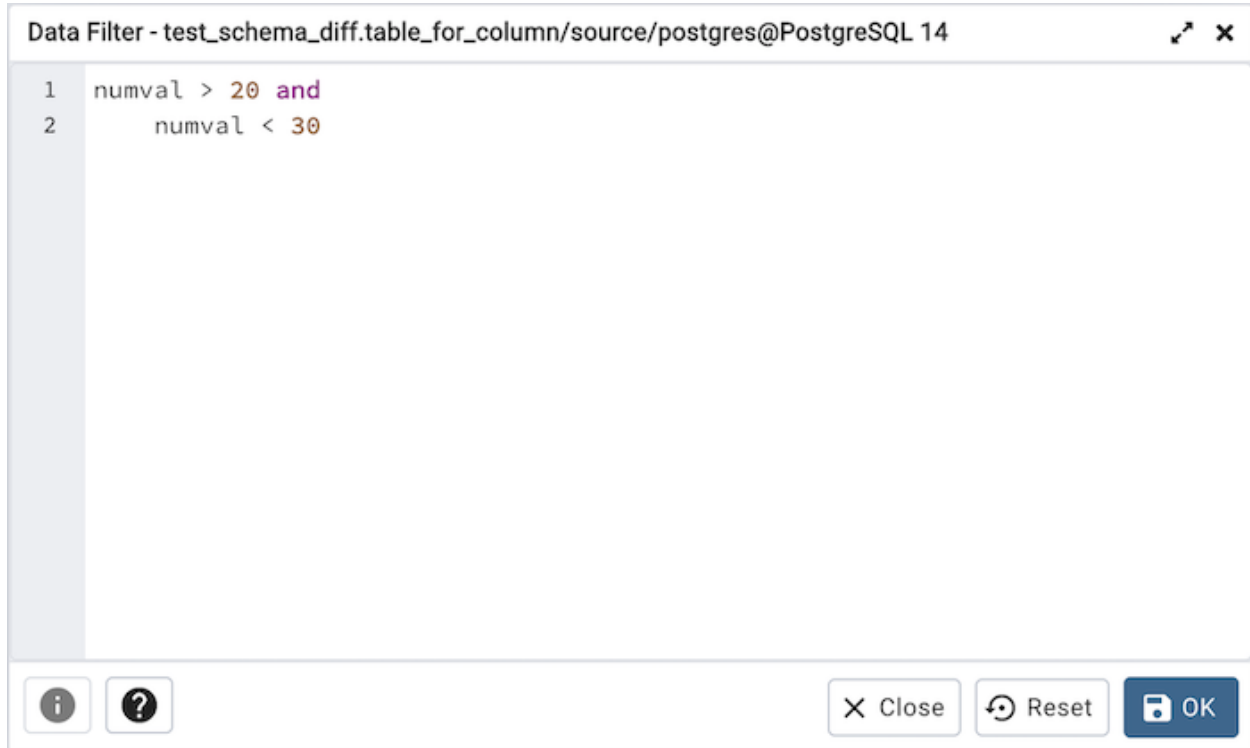 Data Filter - test_schema_diff.table_for_column/source/postgres@PostgreSQL 14
1 numval > 20 and
2     numval < 30
Close Reset OK